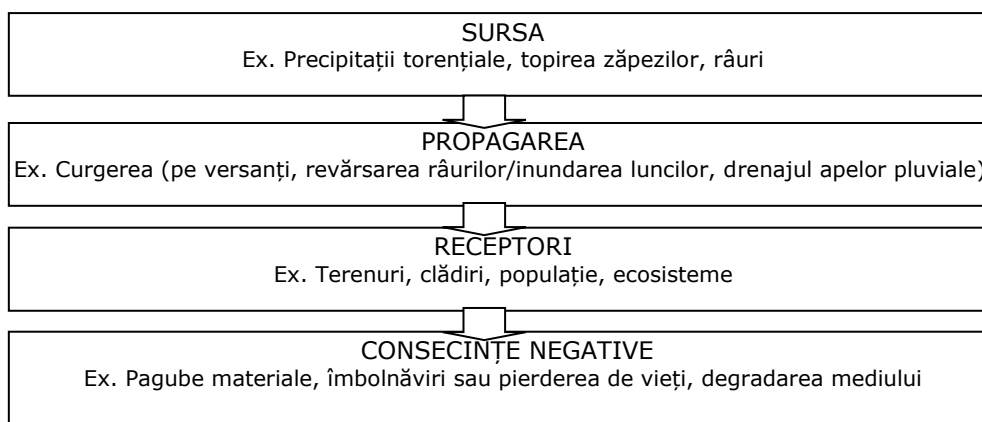 SURSA
Ex. Precipitații torențiale, topirea zăpezilor, râuri
PROPAGAREA
Ex. Curgerea (pe versanți, revărsarea râurilor/inundarea luncilor, drenajul apelor pluviale)
RECEPTORI
Ex. Terenuri, clădiri, populație, ecosisteme
CONSECINȚE NEGATIVE
Ex. Pagube materiale, îmbolnăviri sau pierderea de vieți, degradarea mediului